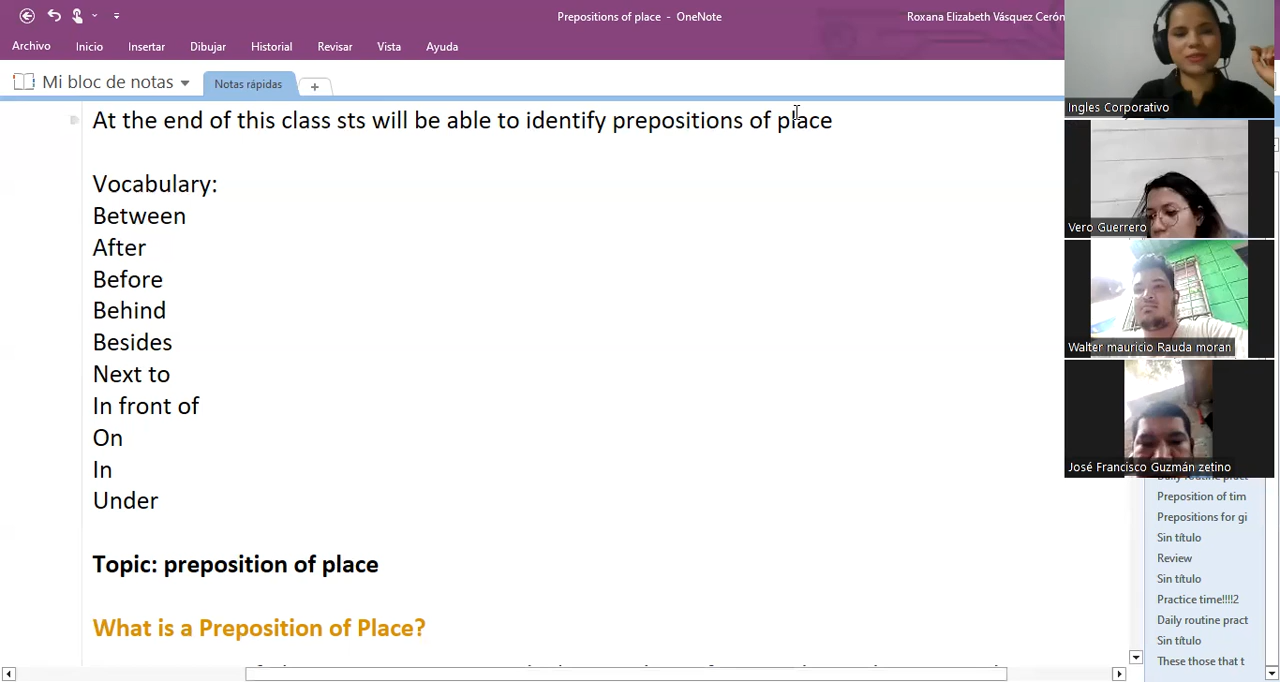 Prepositions of place - OneNote
Roxana Elizabeth Vásquez Cerón
Archivo Inicio Insertar Dibujar Historial Revisar Vista Ayuda
Mi bloc de notas
Notas rápidas
+
At the end of this class sts will be able to identify prepositions of place
Vocabulary:
Between
After
Before
Behind
Besides
Next to
In front of
On
In
Under
Topic: preposition of place
What is a Preposition of Place?
Ingles Corporativo
Vero Guerrero
Walter mauricio Rauda moran
José Francisco Guzmán zetino
Daily routine pract
Preposition of tim
Prepositions for gi
Sin título
Review
Sin título
Practice time!!!!2
Daily routine pract
Sin título
These those that t